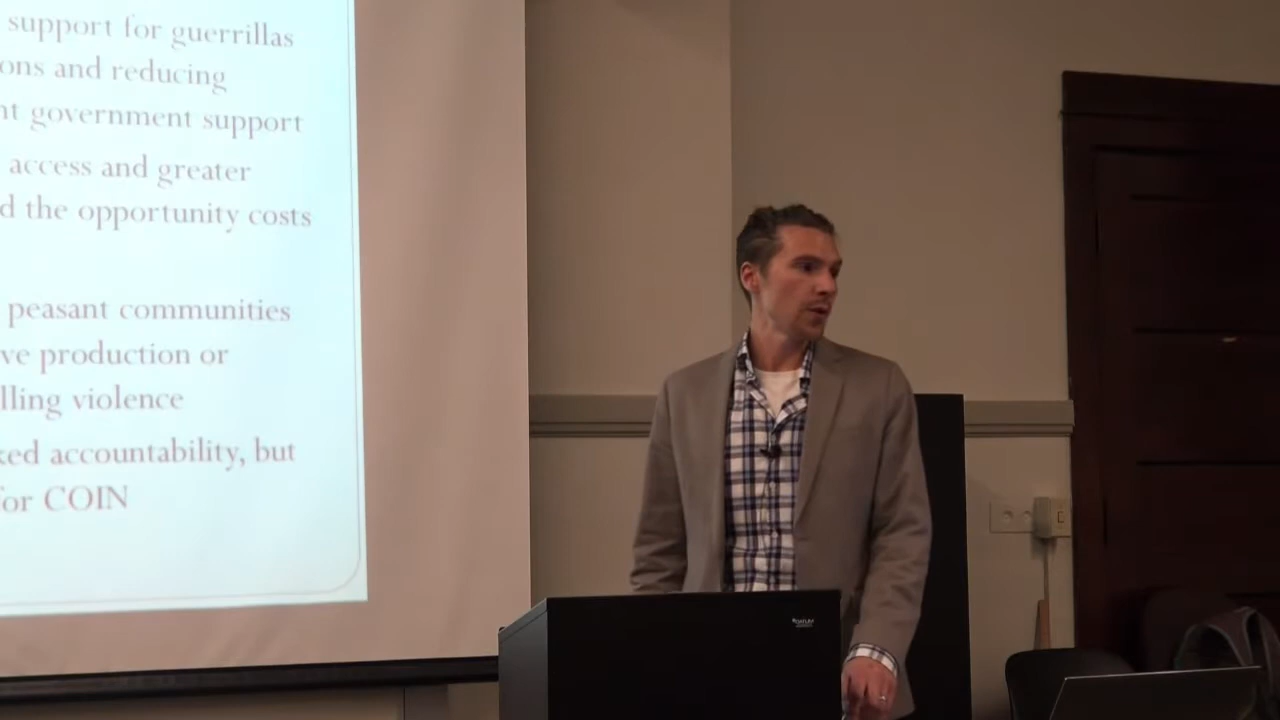 support for guerrillas
ons and reducing
nt government support
access and greater
d the opportunity costs
peasant communities
ve production or
lling violence
ked accountability, but
for COIN